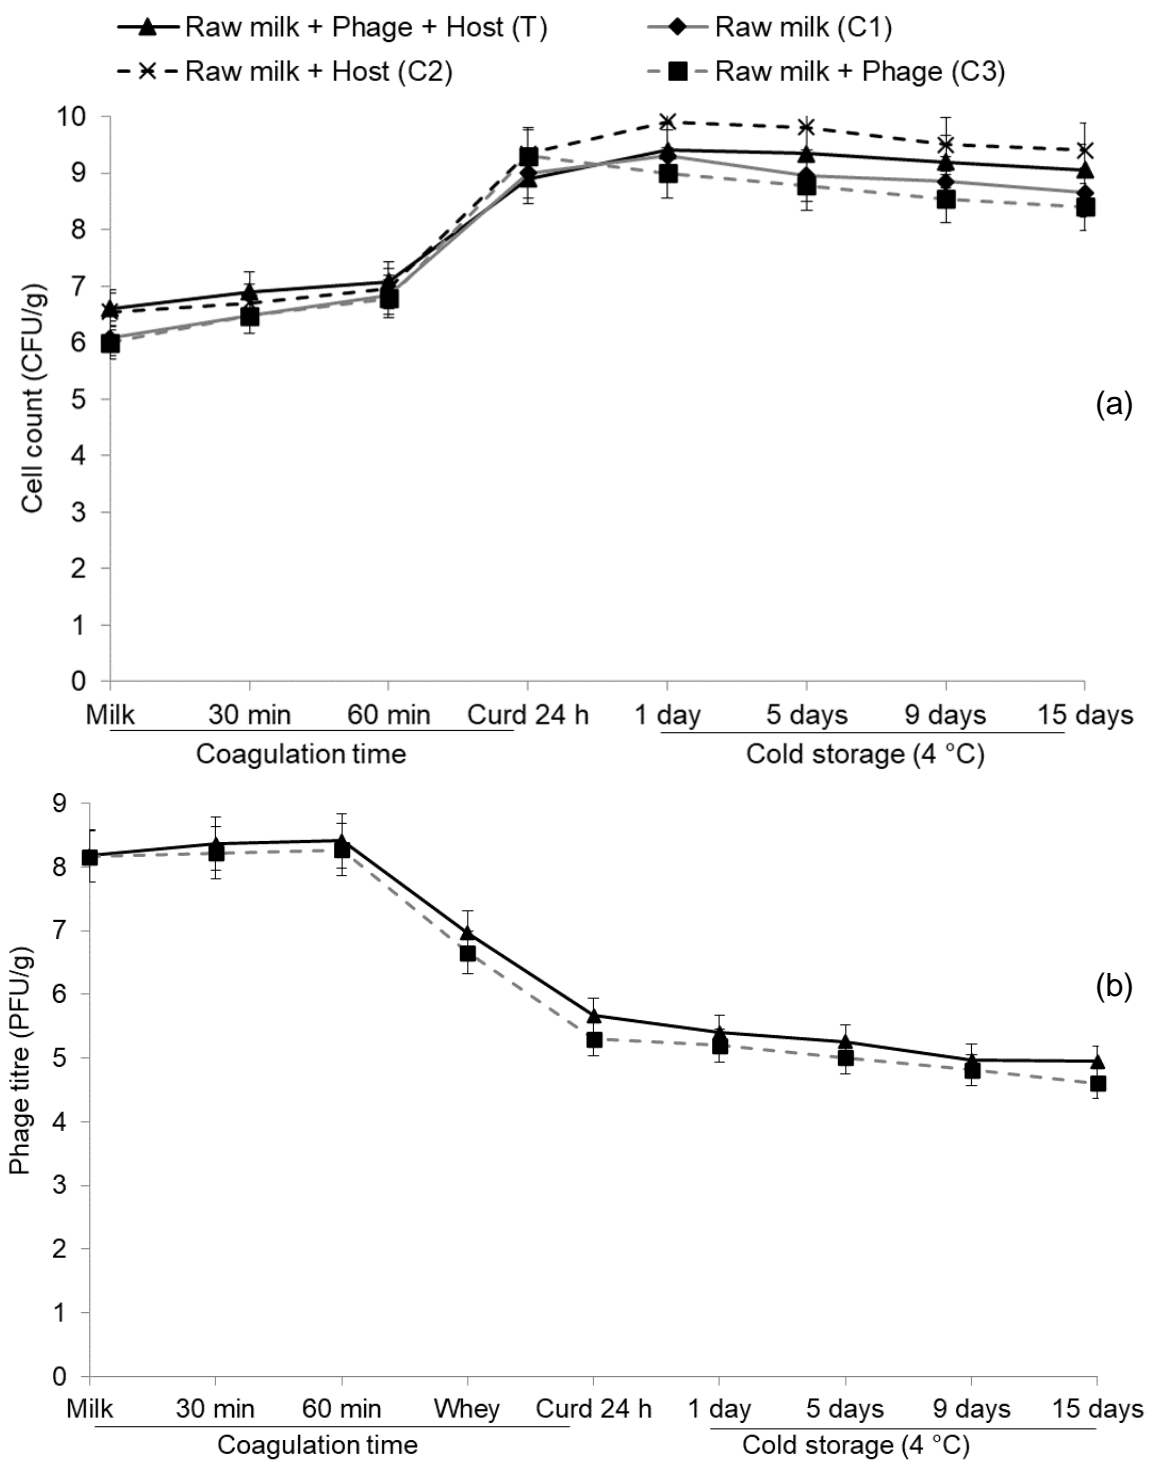 Raw milk + Phage + Host (T)
Raw milk (C1)
Raw milk + Host (C2)
Raw milk + Phage (C3)
10
9
8
7
6
5
4
3
2
1
0
Cell count (CFU/g)
(a)
Milk 30 min 60 min Curd 24 h 1 day 5 days 9 days 15 days
Coagulation time Cold storage (4 °C)
9
8
7
6
5
4
3
2
1
0
Phage titre (PFU/g)
(b)
Milk 30 min 60 min Whey Curd 24 h 1 day 5 days 9 days 15 days
Coagulation time Cold storage (4 °C)